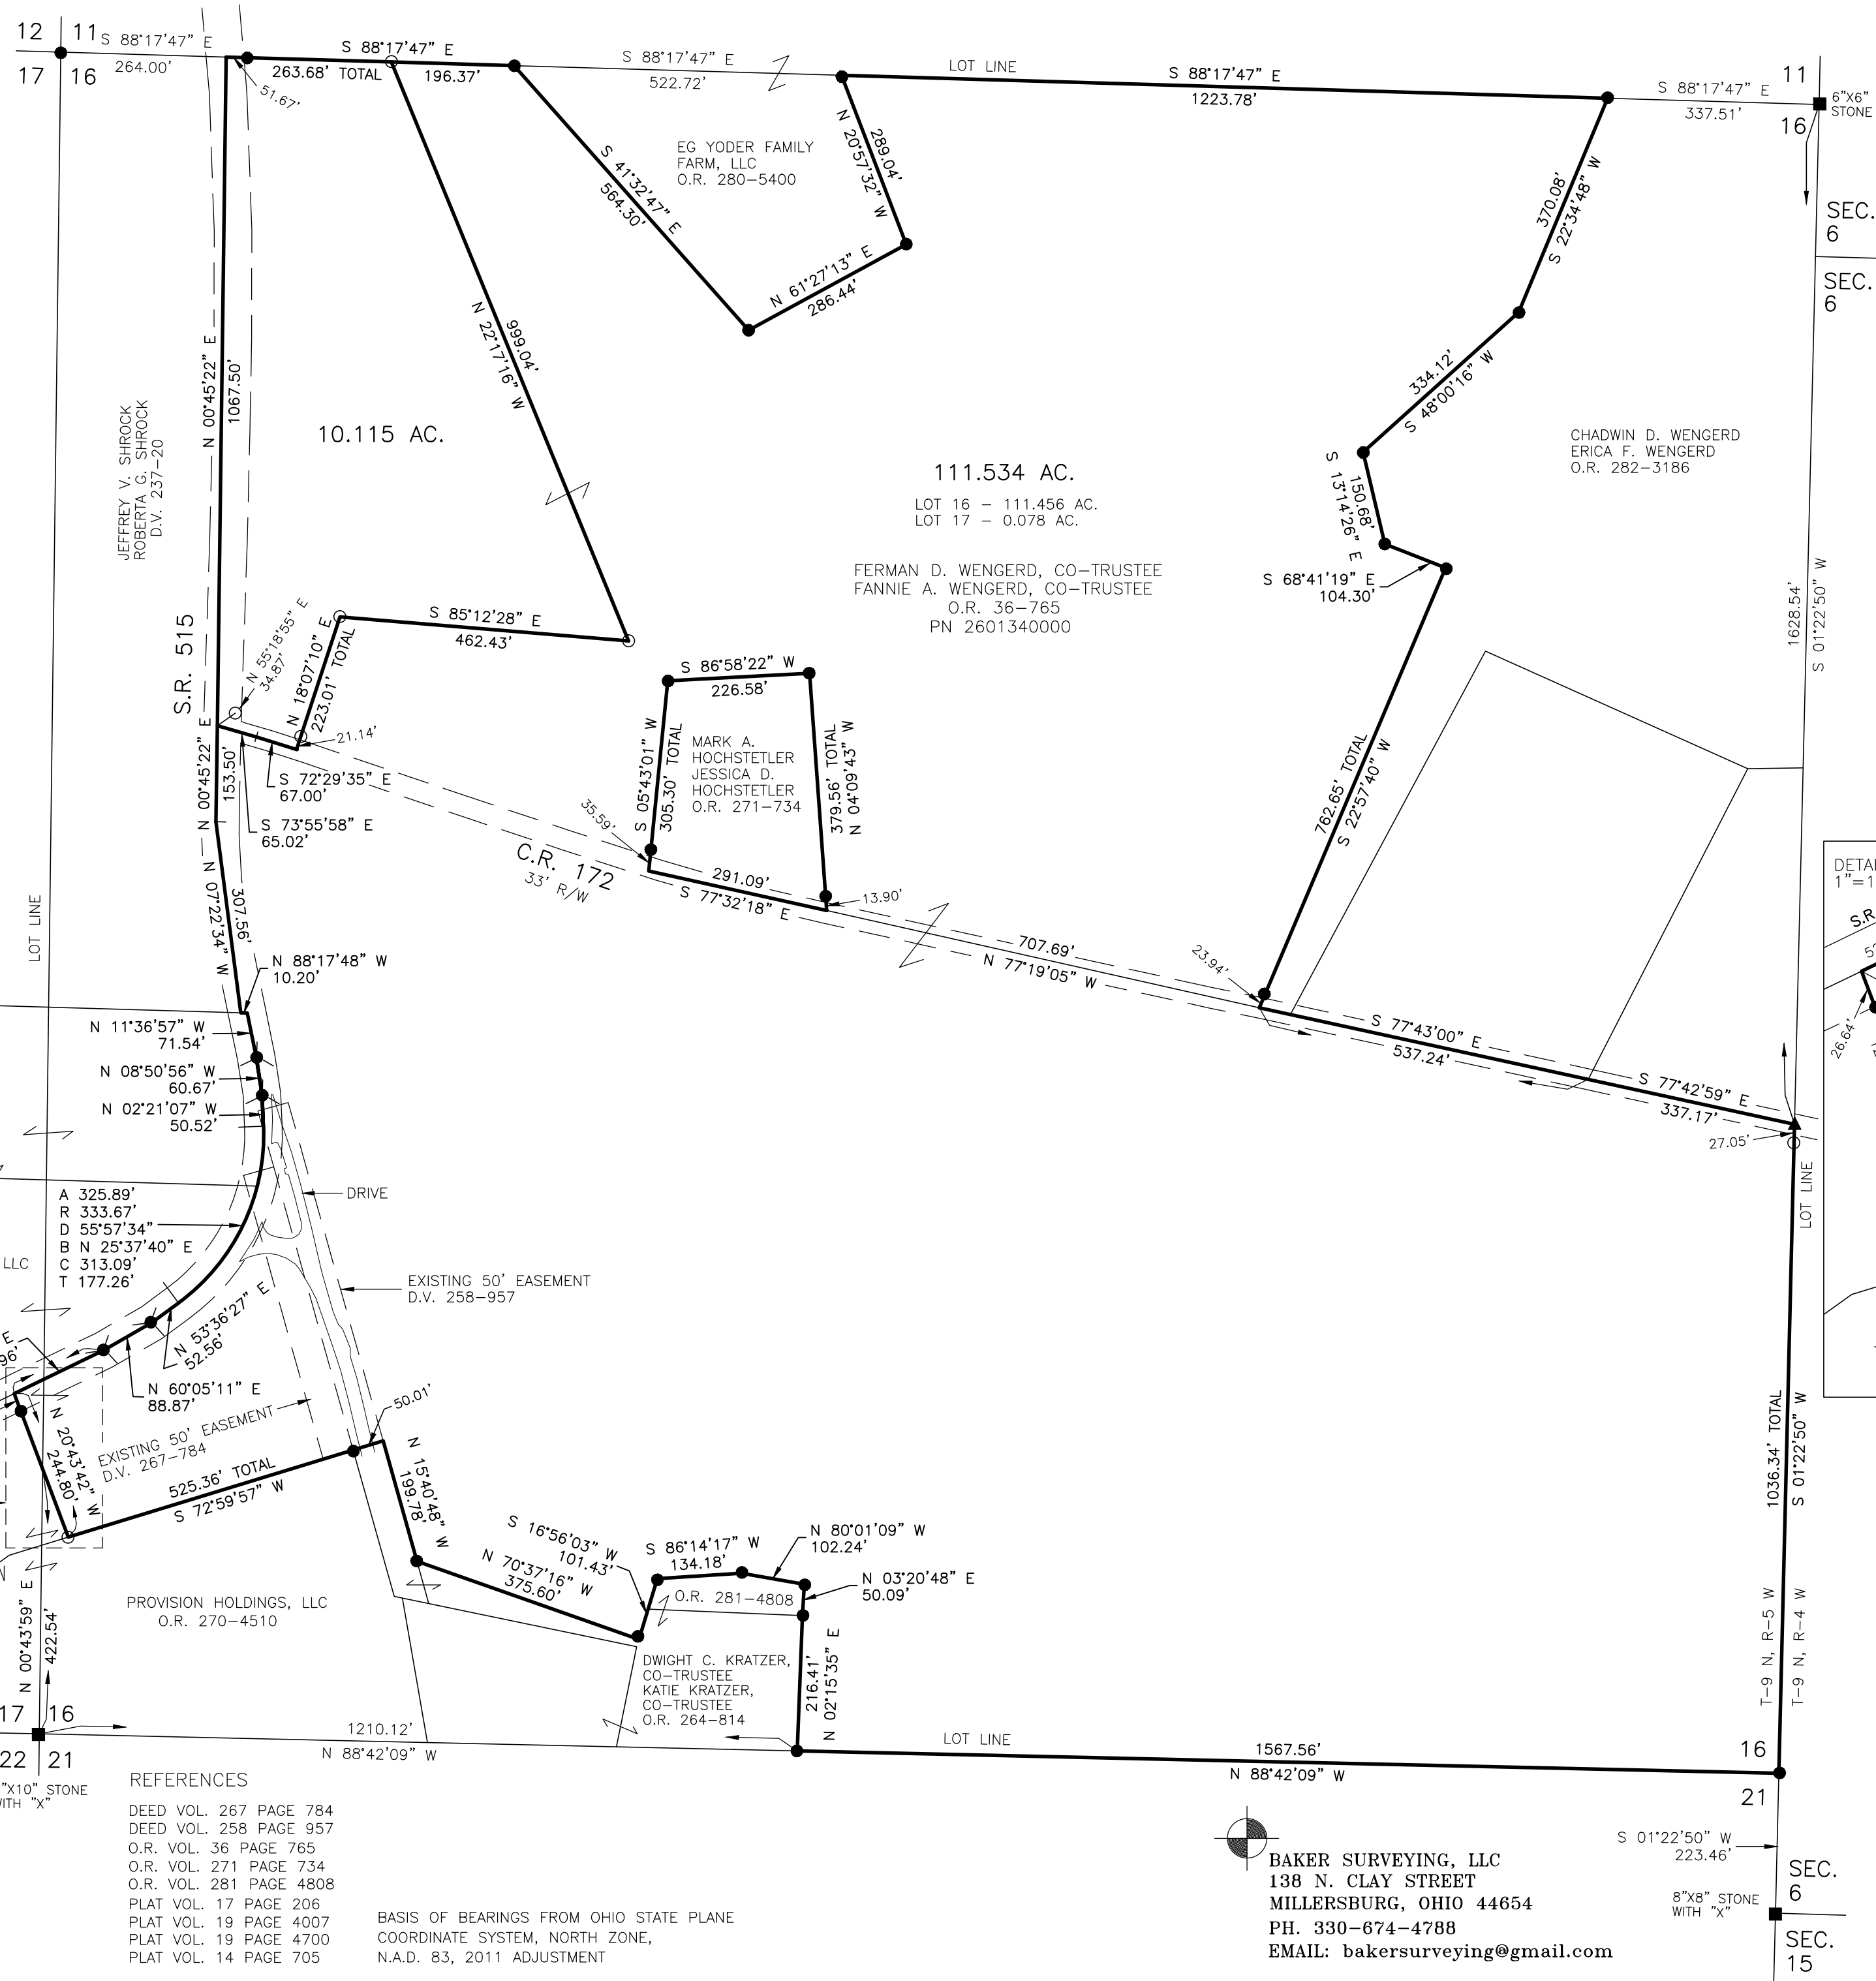 12
11
17
16
S 88°17'47" E
264.00'
S 88°17'47" E
263.68' TOTAL
196.37'
51.67'
S 88°17'47" E
522.72'
LOT LINE
S 88°17'47" E
1223.78'
S 88°17'47" E
337.51'
11
16
6"X6"
STONE
SEC.
6
SEC.
6
EG YODER FAMILY
FARM, LLC
O.R. 280-5400
S 41°32'47" E
564.30'
289.04'
N 20°57'32" W
N 61°27'13" E
286.44'
370.08'
S 22°34'48" W
334.12'
S 48°00'16" W
150.68'
S 13°14'26" E
S 68°41'19" E
104.30'
CHADWIN D. WENGERD
ERICA F. WENGERD
O.R. 282-3186
N 00°45'22" E
1067.50'
999.04'
N 22°17'16" W
10.115 AC.
JEFFREY V. SHROCK
ROBERTA G. SHROCK
D.V. 237-20
111.534 AC.
LOT 16 - 111.456 AC.
LOT 17 - 0.078 AC.
FERMAN D. WENGERD, CO-TRUSTEE
FANNIE A. WENGERD, CO-TRUSTEE
O.R. 36-765
PN 2601340000
1628.54'
S 01°22'50" W
S.R. 515
N 55°18'55" E
34.87'
N 18°07'10" E
223.01' TOTAL
S 85°12'28" E
462.43'
21.14'
S 72°29'35" E
67.00'
S 73°55'58" E
65.02'
N 00°45'22" E
153.50'
S 86°58'22" W
226.58'
S 05°43'01" W
305.30' TOTAL
MARK A.
HOCHSTETLER
JESSICA D.
HOCHSTETLER
O.R. 271-734
379.56' TOTAL
N 04°09'43" W
35.59'
291.09'
S 77°32'18" E
13.90'
C.R. 172
33' R/W
762.65' TOTAL
S 22°57'40" W
707.69'
N 77°19'05" W
23.94'
S 77°43'00" E
537.24'
S 77°42'59" E
337.17'
27.05'
LOT LINE
DETAI
1"=1
S.R
26.64'
LOT LINE
N 07°22'34" W
307.56'
N 88°17'48" W
10.20'
N 11°36'57" W
71.54'
N 08°50'56" W
60.67'
N 02°21'07" W
50.52'
A 325.89'
R 333.67'
D 55°57'34"
B N 25°37'40" E
C 313.09'
T 177.26'
LLC
DRIVE
EXISTING 50' EASEMENT
D.V. 258-957
N 53°36'27" E
52.56'
N 60°05'11" E
88.87'
E
96'
EXISTING 50' EASEMENT
D.V. 267-784
N 20°43'42" W
244.80'
525.36' TOTAL
S 72°59'57" W
50.01'
N 15°40'48" W
199.78'
N 70°37'16" W
375.60'
S 16°56'03" W
101.43'
S 86°14'17" W
134.18'
N 80°01'09" W
102.24'
N 03°20'48" E
50.09'
O.R. 281-4808
DWIGHT C. KRATZER,
CO-TRUSTEE
KATIE KRATZER,
CO-TRUSTEE
O.R. 264-814
216.41'
N 02°15'35" E
PROVISION HOLDINGS, LLC
O.R. 270-4510
N 00°43'59" E
422.54'
1036.34' TOTAL
S 01°22'50" W
T-9 N, R-5 W
T-9 N, R-4 W
17
16
22
21
"X10" STONE
WITH "X"
1210.12'
N 88°42'09" W
LOT LINE
1567.56'
N 88°42'09" W
16
21
S 01°22'50" W
223.46'
8"X8" STONE
WITH "X"
SEC.
6
SEC.
15
REFERENCES
DEED VOL. 267 PAGE 784
DEED VOL. 258 PAGE 957
O.R. VOL. 36 PAGE 765
O.R. VOL. 271 PAGE 734
O.R. VOL. 281 PAGE 4808
PLAT VOL. 17 PAGE 206
PLAT VOL. 19 PAGE 4007
PLAT VOL. 19 PAGE 4700
PLAT VOL. 14 PAGE 705
BASIS OF BEARINGS FROM OHIO STATE PLANE
COORDINATE SYSTEM, NORTH ZONE,
N.A.D. 83, 2011 ADJUSTMENT
BAKER SURVEYING, LLC
138 N. CLAY STREET
MILLERSBURG, OHIO 44654
PH. 330-674-4788
EMAIL: bakersurveying@gmail.com